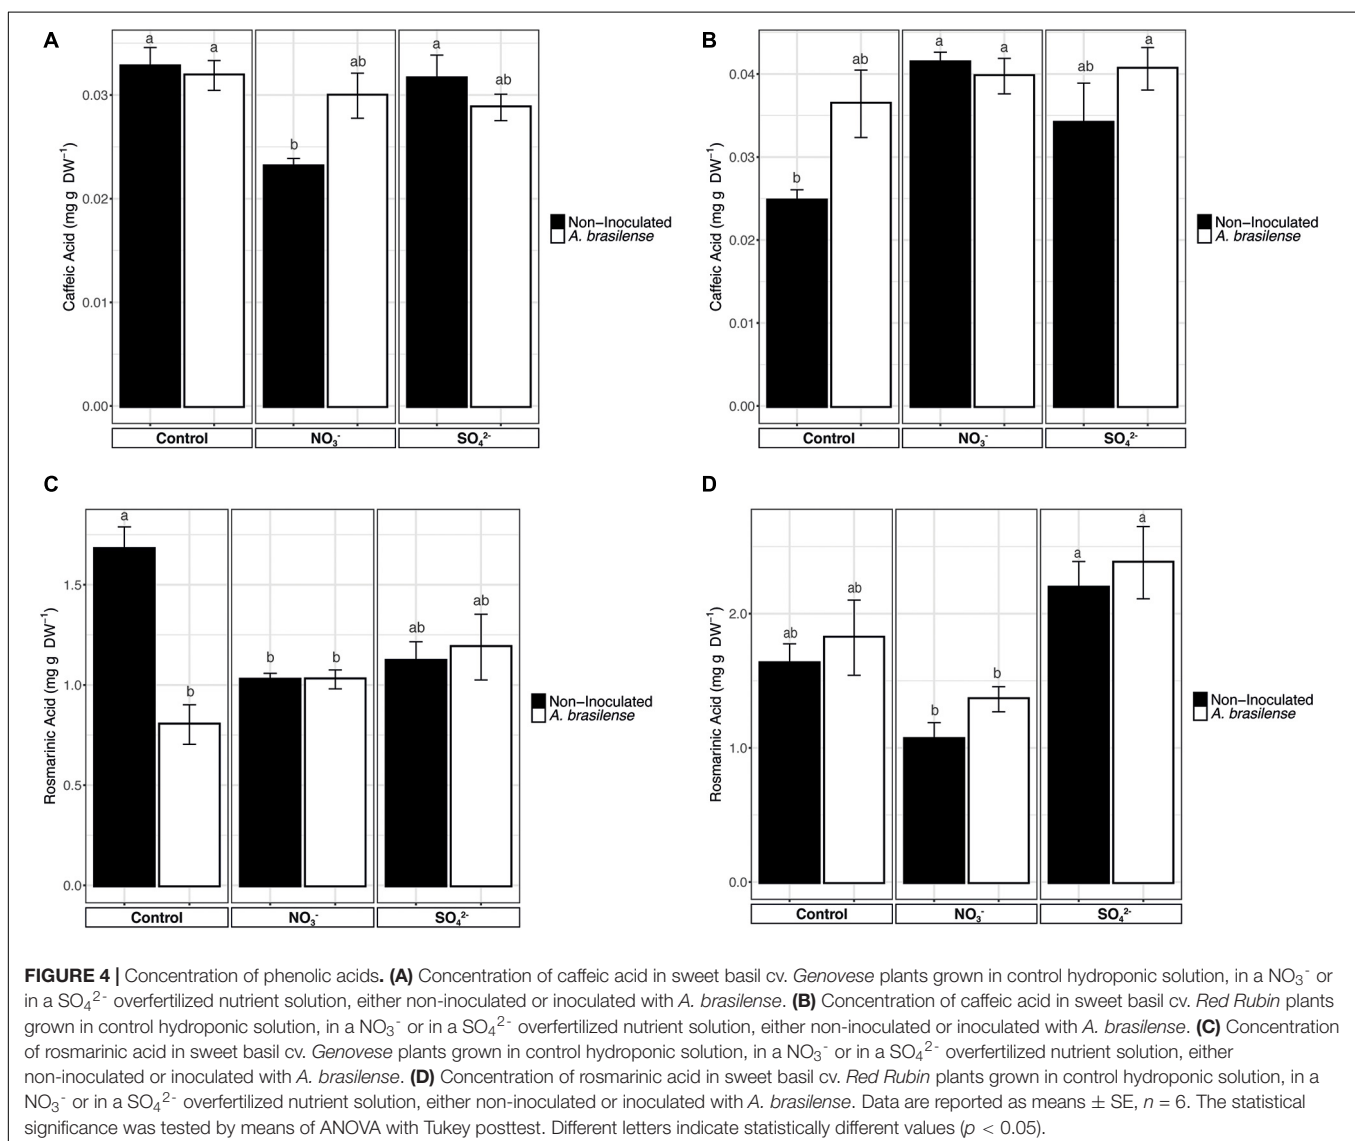 A
a
a
ab
b
a
ab
0.03
0.02
0.01
0.00
Caffeic Acid (mg g DW⁻¹)
Control
NO₃⁻
SO₄²⁻
Non−Inoculated
A. brasilense
B
b
ab
a
a
ab
a
0.04
0.03
0.02
0.01
0.00
Caffeic Acid (mg g DW⁻¹)
Control
NO₃⁻
SO₄²⁻
Non−Inoculated
A. brasilense
C
a
b
b
b
ab
ab
1.5
1.0
0.5
0.0
Rosmarinic Acid (mg g DW⁻¹)
Control
NO₃⁻
SO₄²⁻
Non−Inoculated
A. brasilense
D
ab
ab
b
b
a
a
2.0
1.0
0.0
Rosmarinic Acid (mg g DW⁻¹)
Control
NO₃⁻
SO₄²⁻
Non−Inoculated
A. brasilense
FIGURE 4 | Concentration of phenolic acids. (A) Concentration of caffeic acid in sweet basil cv. Genovese plants grown in control hydroponic solution, in a NO₃⁻ or
in a SO₄²⁻ overfertilized nutrient solution, either non-inoculated or inoculated with A. brasilense. (B) Concentration of caffeic acid in sweet basil cv. Red Rubin plants
grown in control hydroponic solution, in a NO₃⁻ or in a SO₄²⁻ overfertilized nutrient solution, either non-inoculated or inoculated with A. brasilense. (C) Concentration
of rosmarinic acid in sweet basil cv. Genovese plants grown in control hydroponic solution, in a NO₃⁻ or in a SO₄²⁻ overfertilized nutrient solution, either
non-inoculated or inoculated with A. brasilense. (D) Concentration of rosmarinic acid in sweet basil cv. Red Rubin plants grown in control hydroponic solution, in a
NO₃⁻ or in a SO₄²⁻ overfertilized nutrient solution, either non-inoculated or inoculated with A. brasilense. Data are reported as means ± SE, n = 6. The statistical
significance was tested by means of ANOVA with Tukey posttest. Different letters indicate statistically different values (p < 0.05).